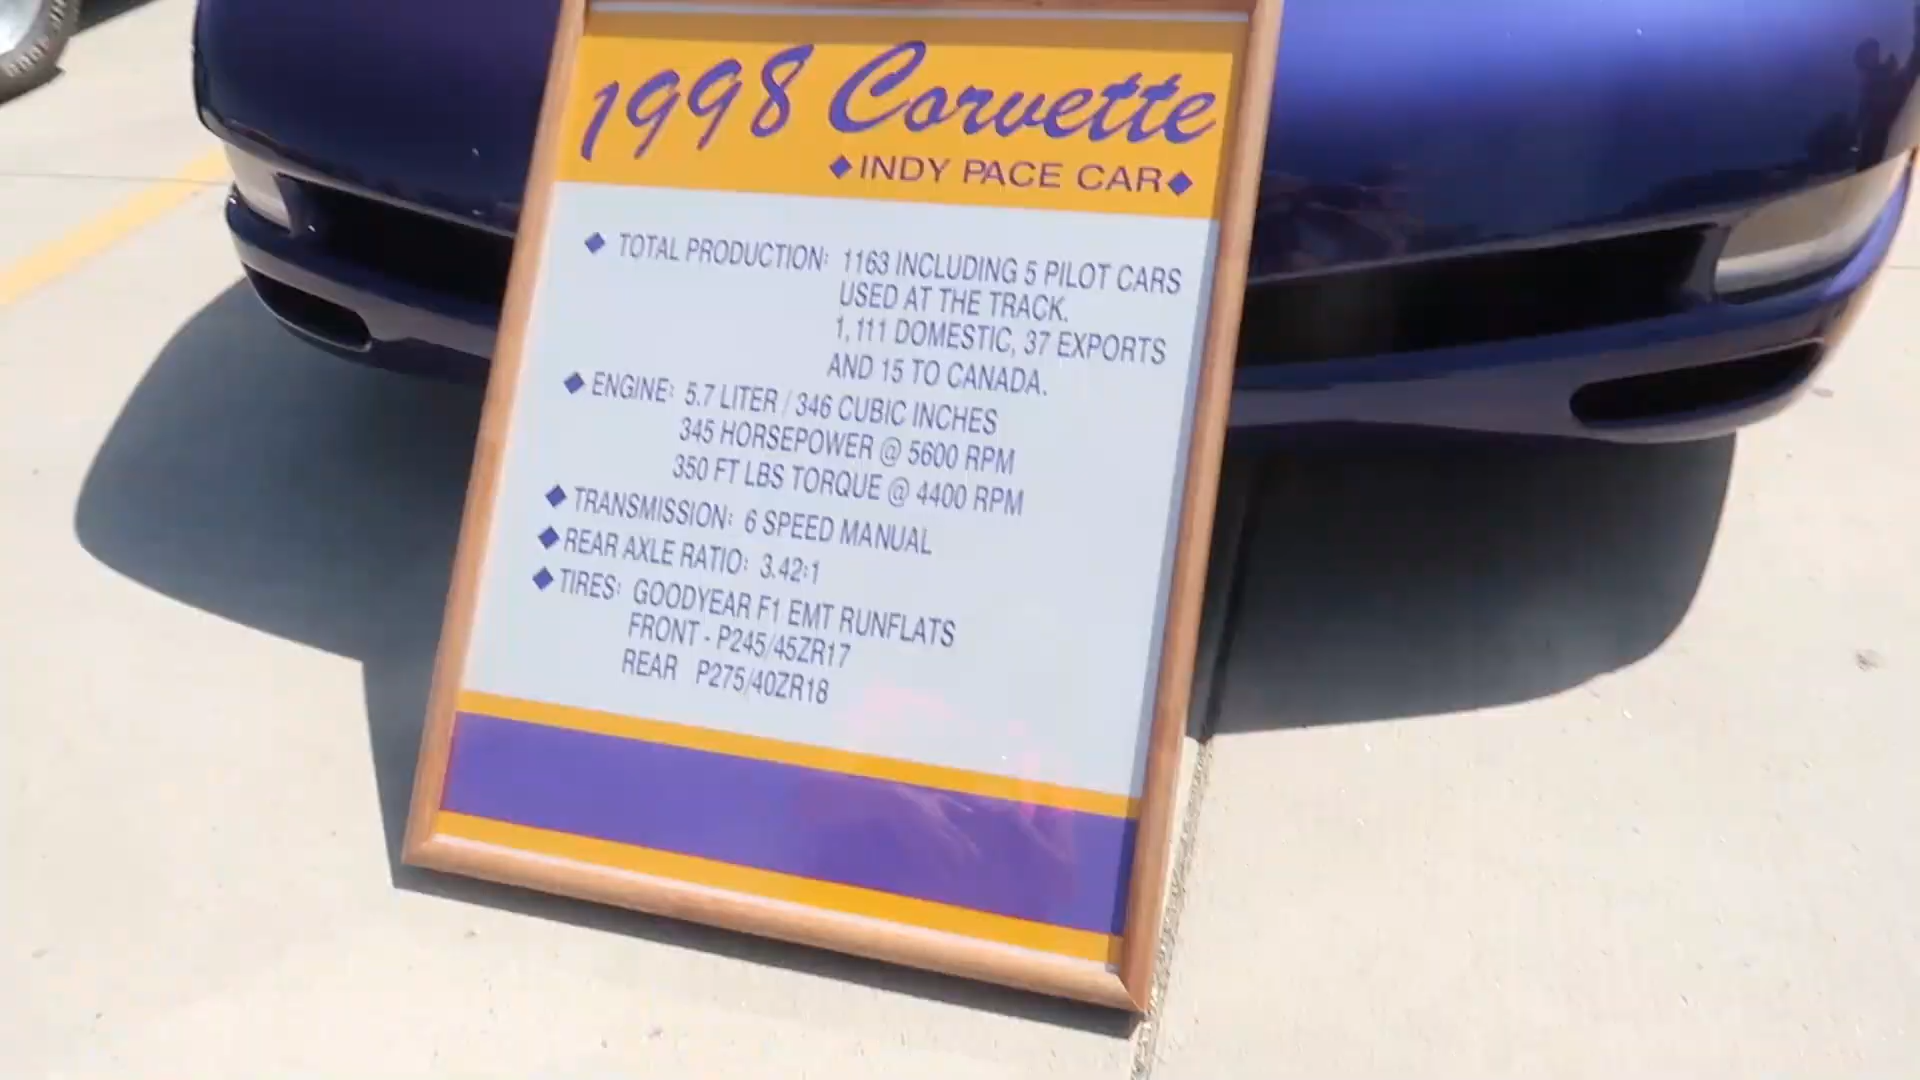 1998 Corvette
INDY PACE CAR
TOTAL PRODUCTION: 1163 INCLUDING 5 PILOT CARS
USED AT THE TRACK.
1,111 DOMESTIC, 37 EXPORTS
AND 15 TO CANADA.
ENGINE: 5.7 LITER / 346 CUBIC INCHES
345 HORSEPOWER @ 5600 RPM
350 FT LBS TORQUE @ 4400 RPM
TRANSMISSION: 6 SPEED MANUAL
REAR AXLE RATIO: 3.42:1
TIRES: GOODYEAR F1 EMT RUNFLATS
FRONT - P245/45ZR17
REAR P275/40ZR18